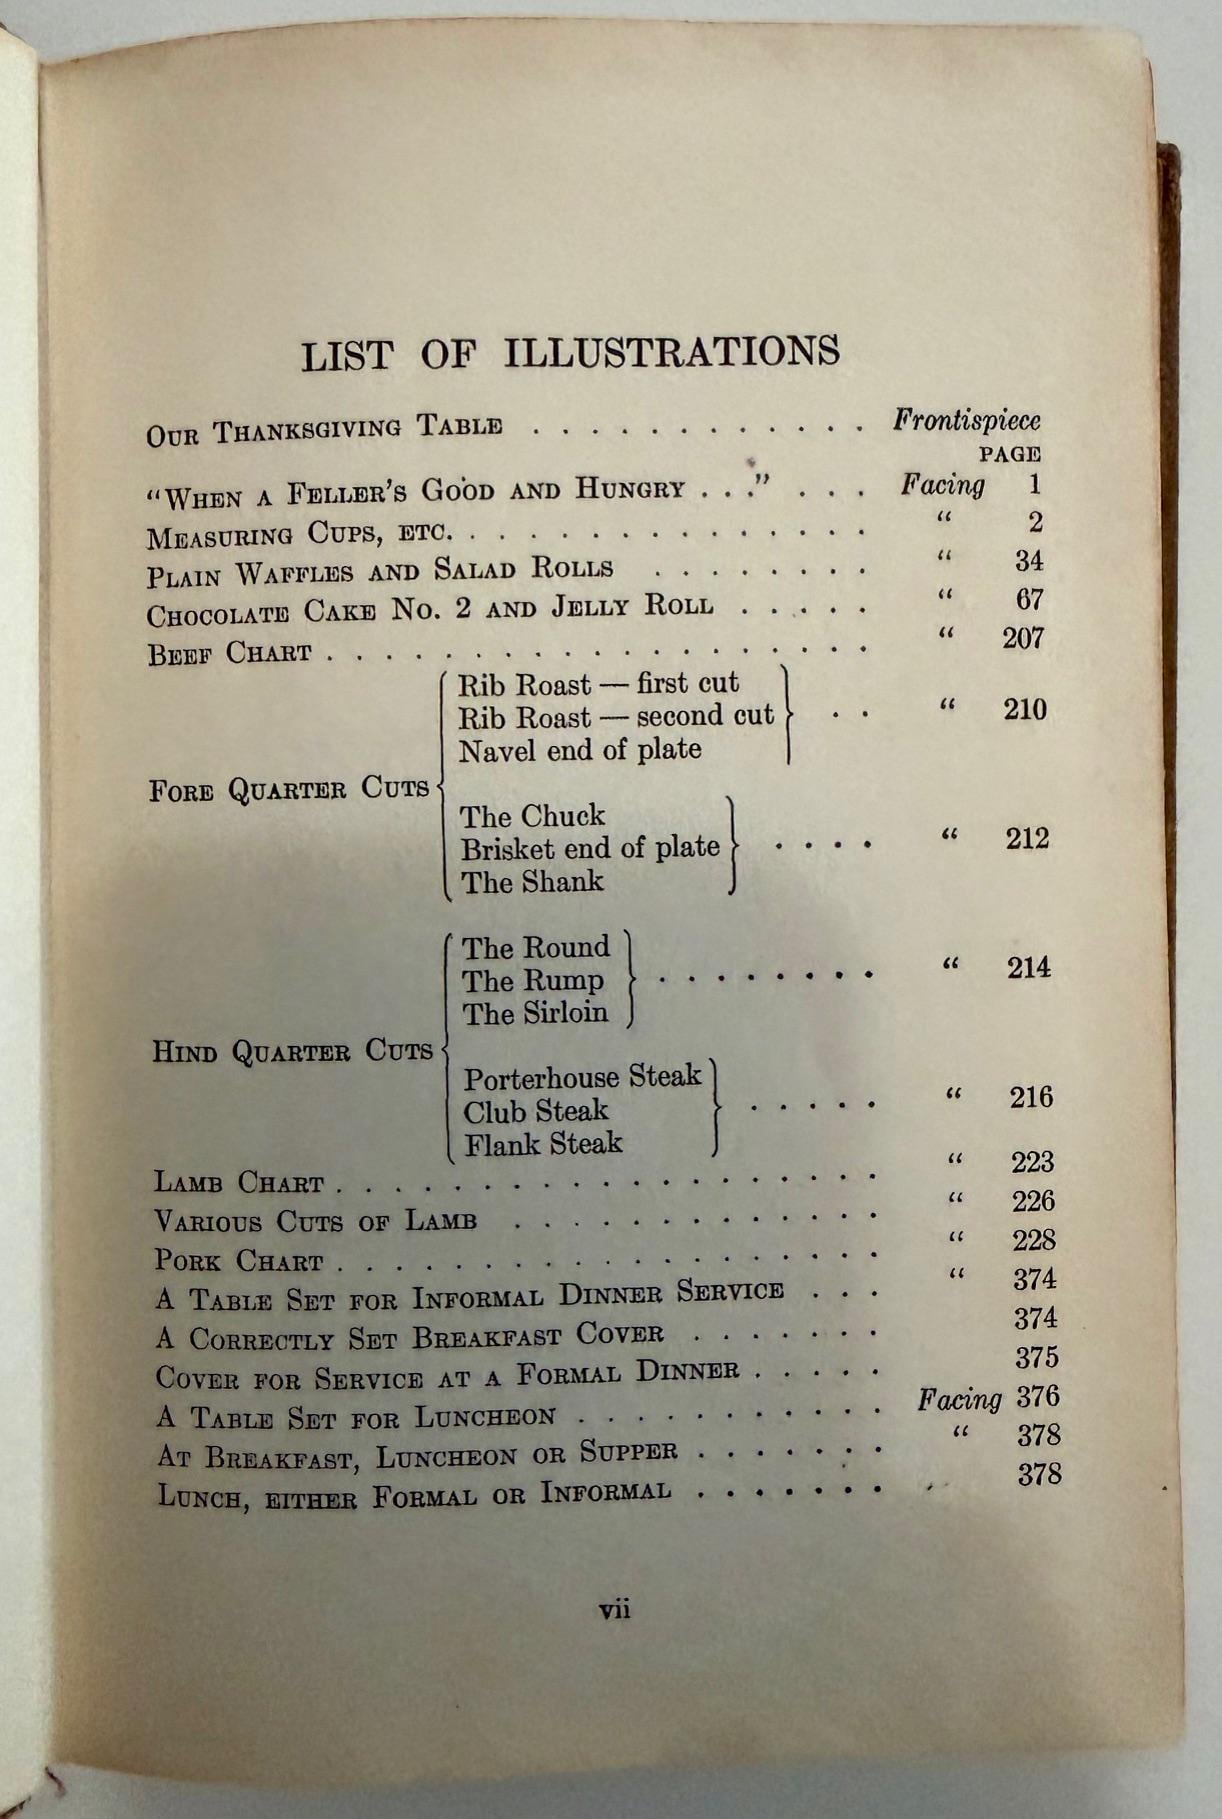 LIST OF ILLUSTRATIONS
OUR THANKSGIVING TABLE . . . . . . . . . . . . Frontispiece
PAGE
“WHEN A FELLER'S GOOD AND HUNGRY . . .” . . . Facing 1
MEASURING CUPS, ETC. . . . . . . . . . . . . . . “ 2
PLAIN WAFFLES AND SALAD ROLLS . . . . . . . . “ 34
CHOCOLATE CAKE NO. 2 AND JELLY ROLL . . . . . “ 67
BEEF CHART . . . . . . . . . . . . . . . . . . . “ 207
Rib Roast — first cut
Rib Roast — second cut . . “ 210
Navel end of plate
FORE QUARTER CUTS
The Chuck
Brisket end of plate . . . . “ 212
The Shank
The Round
The Rump . . . . . . . . “ 214
The Sirloin
HIND QUARTER CUTS
Porterhouse Steak
Club Steak . . . . . “ 216
Flank Steak
LAMB CHART . . . . . . . . . . . . . . . . . . . “ 223
VARIOUS CUTS OF LAMB . . . . . . . . . . . . . “ 226
PORK CHART . . . . . . . . . . . . . . . . . . . “ 228
A TABLE SET FOR INFORMAL DINNER SERVICE . . . “ 374
A CORRECTLY SET BREAKFAST COVER . . . . . . . 374
COVER FOR SERVICE AT A FORMAL DINNER . . . . . 375
A TABLE SET FOR LUNCHEON . . . . . . . . . . . Facing 376
AT BREAKFAST, LUNCHEON OR SUPPER . . . . . . . “ 378
LUNCH, EITHER FORMAL OR INFORMAL . . . . . . . 378
vii